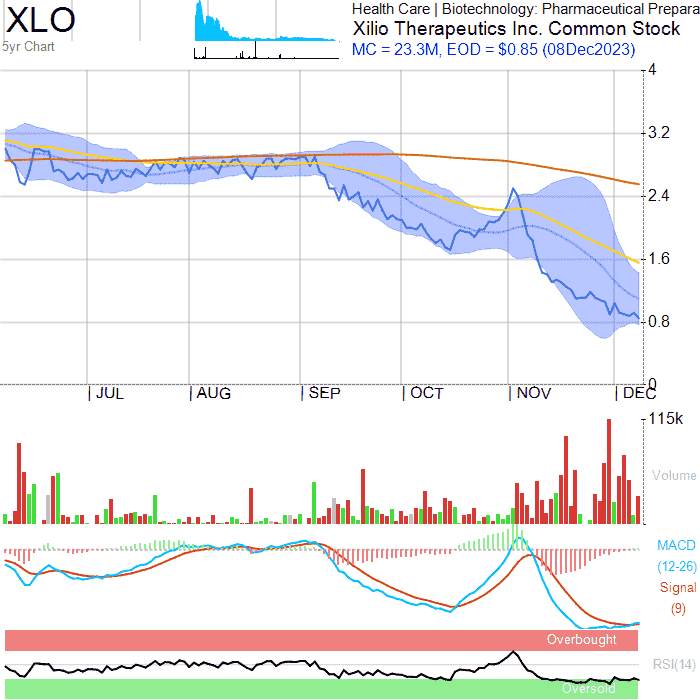 XLO
5yr Chart
Health Care | Biotechnology: Pharmaceutical Prepara
Xilio Therapeutics Inc. Common Stock
MC = 23.3M, EOD = $0.85 (08Dec2023)
4
3.2
2.4
1.6
0.8
0
JUL AUG SEP OCT NOV DEC
115k
Volume
MACD
(12-26)
Signal
(9)
Overbought
RSI(14)
Oversold